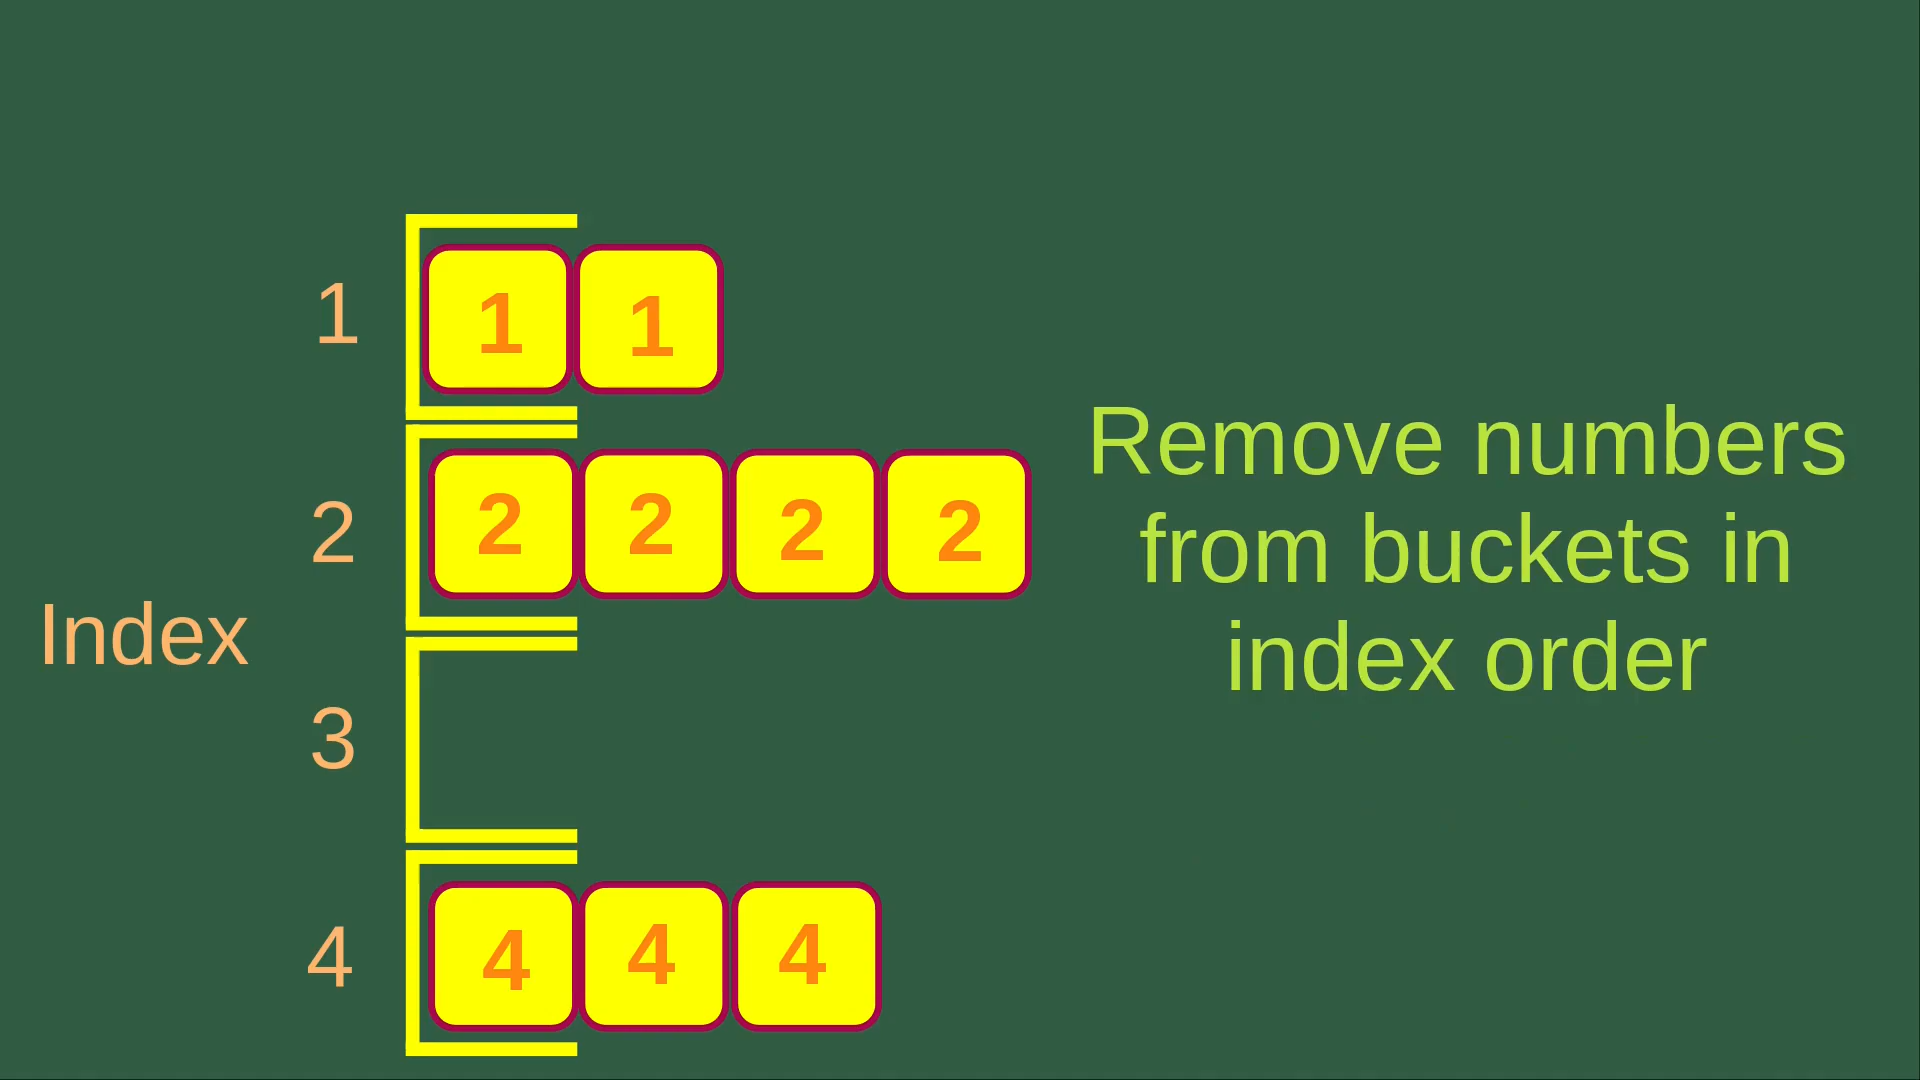 1 1 1
2 2 2 2 2
Index
3
4 4 4 4
Remove numbers
from buckets in
index order